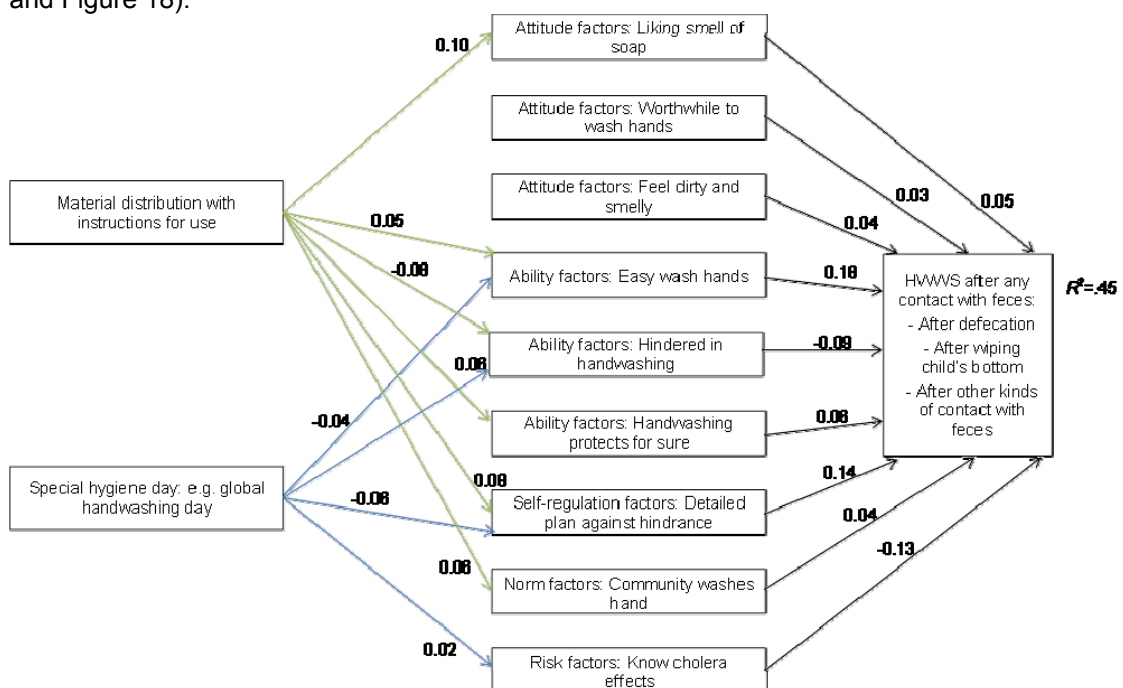 and Figure 18).
Attitude factors: Liking smell of
soap
0.10
Attitude factors: Worthwhile to
wash hands
Material distribution with
instructions for use
Attitude factors: Feel dirty and
smelly
0.03
0.05
0.04
0.05
Ability factors: Easy wash hands
-0.08
0.18
HWWS after any
contact with feces:
- After defecation
- After wiping
child's bottom
- After other kinds
of contact with
feces
R²=.45
Ability factors: Hindered in
handwashing
0.06
-0.09
-0.04
Ability factors: Handwashing
protects for sure
0.06
Special hygiene day: e.g. global
handwashing day
0.08
-0.06
Self-regulation factors: Detailed
plan against hindrance
0.14
0.04
0.06
Norm factors: Community washes
hand
-0.13
0.02
Risk factors: Know cholera
effects